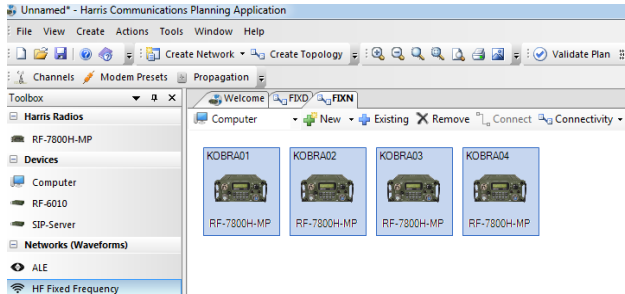 Unnamed* - Harris Communications Planning Application
File View Create Actions Tools Window Help
Create Network Create Topology Validate Plan
Channels Modem Presets Propagation
Toolbox
Welcome FIXD FIXN
Harris Radios
Computer New Existing Remove Connect Connectivity
RF-7800H-MP
Devices
Computer
RF-6010
SIP-Server
Networks (Waveforms)
ALE
HF Fixed Frequency
KOBRA01 KOBRA02 KOBRA03 KOBRA04
RF-7800H-MP RF-7800H-MP RF-7800H-MP RF-7800H-MP